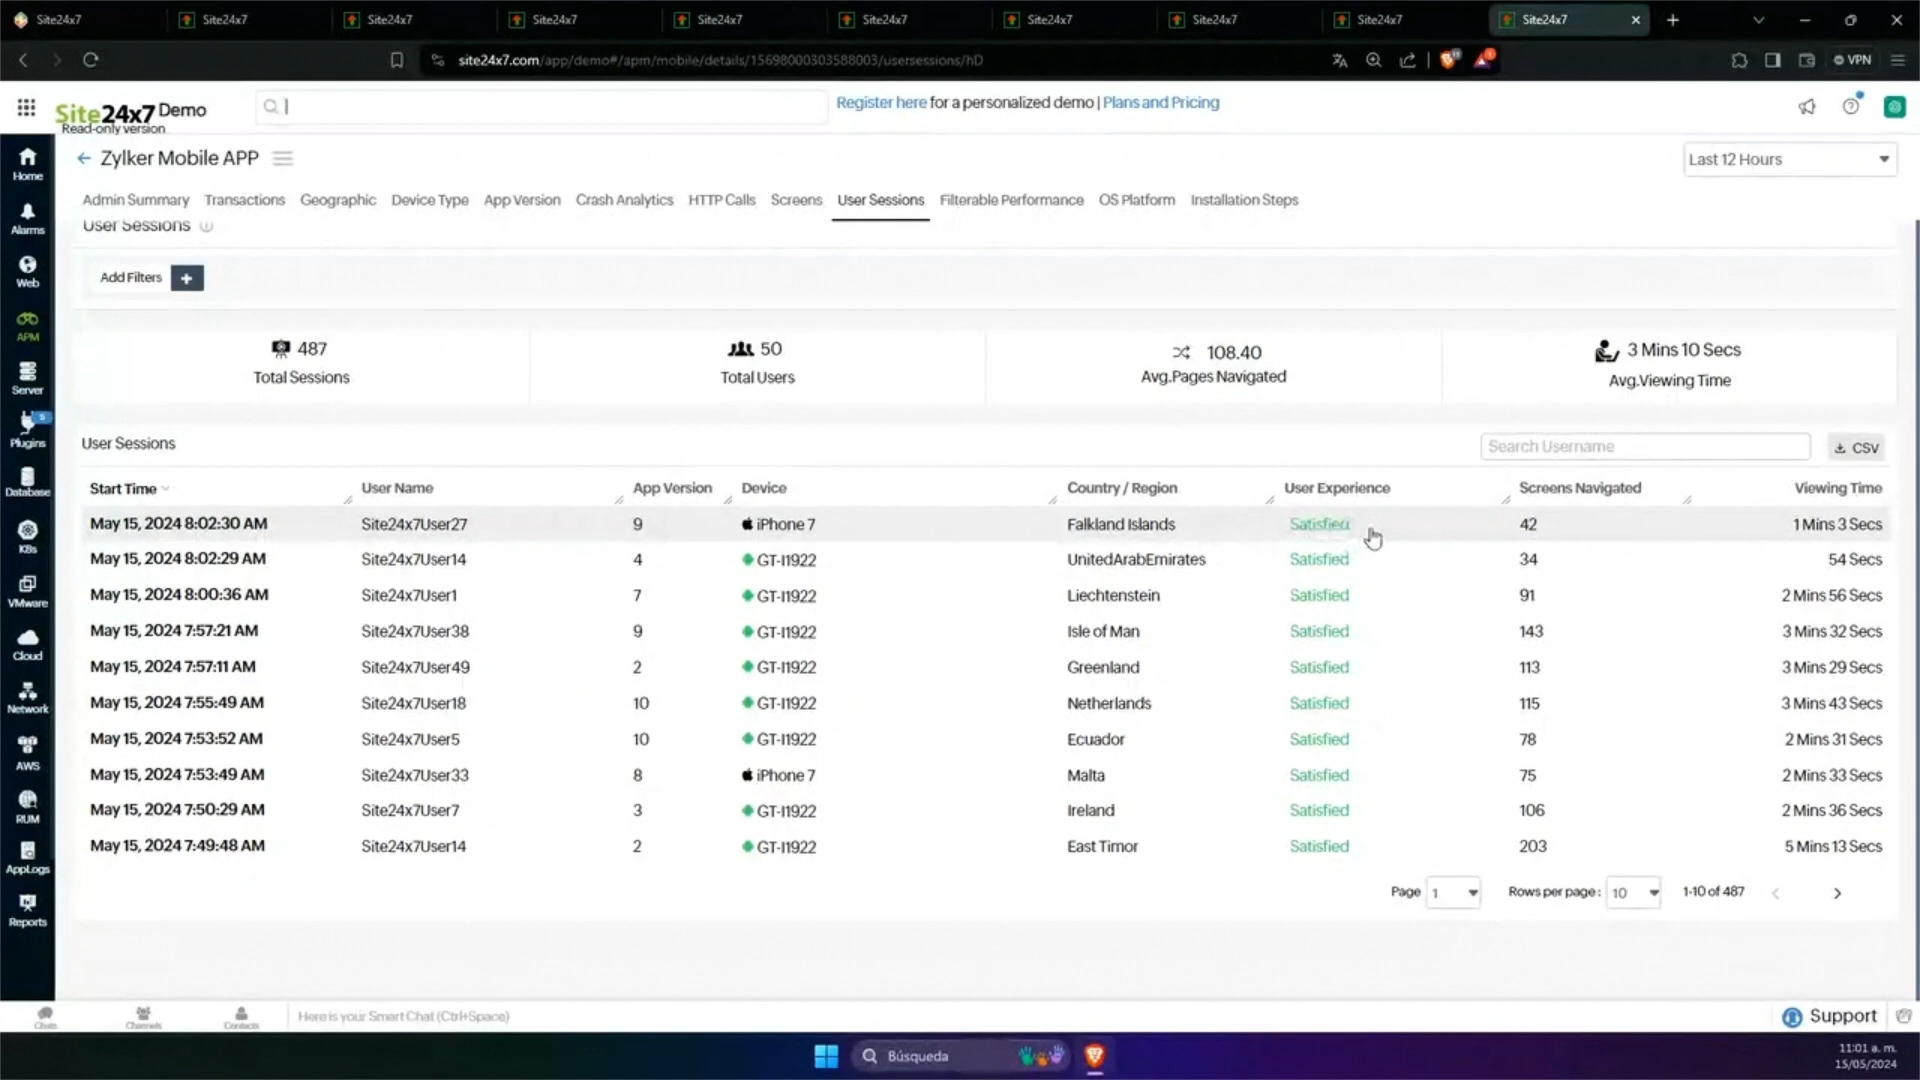 Site24x7 Site24x7 Site24x7 Site24x7 Site24x7 Site24x7 Site24x7 Site24x7 Site24x7 Site24x7
site24x7.com/app/demo#/apm/mobile/details/15698000303588003/usersessions/hD
VPN
Site24x7 Demo
Read-only version
Register here for a personalized demo | Plans and Pricing
Zylker Mobile APP
Last 12 Hours
Admin Summary Transactions Geographic Device Type App Version Crash Analytics HTTP Calls Screens User Sessions Filterable Performance OS Platform Installation Steps
User Sessions
Add Filters +
487
Total Sessions
50
Total Users
108.40
Avg.Pages Navigated
3 Mins 10 Secs
Avg.Viewing Time
User Sessions
Search Username
CSV
Start Time User Name App Version Device Country / Region User Experience Screens Navigated Viewing Time
May 15, 2024 8:02:30 AM Site24x7User27 9 iPhone 7 Falkland Islands Satisfied 42 1 Mins 3 Secs
May 15, 2024 8:02:29 AM Site24x7User14 4 GT-I1922 UnitedArabEmirates Satisfied 34 54 Secs
May 15, 2024 8:00:36 AM Site24x7User1 7 GT-I1922 Liechtenstein Satisfied 91 2 Mins 56 Secs
May 15, 2024 7:57:21 AM Site24x7User38 9 GT-I1922 Isle of Man Satisfied 143 3 Mins 32 Secs
May 15, 2024 7:57:11 AM Site24x7User49 2 GT-I1922 Greenland Satisfied 113 3 Mins 29 Secs
May 15, 2024 7:55:49 AM Site24x7User18 10 GT-I1922 Netherlands Satisfied 115 3 Mins 43 Secs
May 15, 2024 7:53:52 AM Site24x7User5 10 GT-I1922 Ecuador Satisfied 78 2 Mins 31 Secs
May 15, 2024 7:53:49 AM Site24x7User33 8 iPhone 7 Malta Satisfied 75 2 Mins 33 Secs
May 15, 2024 7:50:29 AM Site24x7User7 3 GT-I1922 Ireland Satisfied 106 2 Mins 36 Secs
May 15, 2024 7:49:48 AM Site24x7User14 2 GT-I1922 East Timor Satisfied 203 5 Mins 13 Secs
Page 1 Rows per page: 10 1-10 of 487
Home
Alarms
Web
APM
Server
5
Plugins
Database
K8s
VMware
Cloud
Network
AWS
RUM
AppLogs
Reports
Chats Channels Contacts Here is your Smart Chat (Ctrl+Space)
Support
Búsqueda
11:01 a. m.
15/05/2024